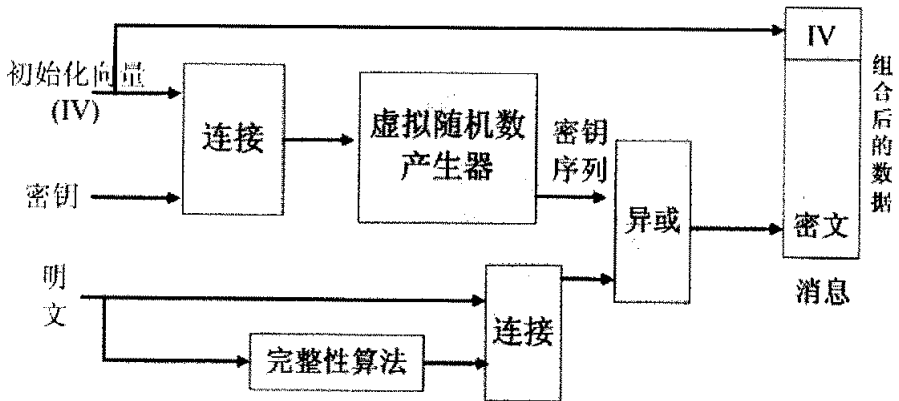 IV
初始化向量
(IV)
连接
虚拟随机数
产生器
密钥
序列
密钥
异或
密文
组合后的数据
消息
明
文
连接
完整性算法